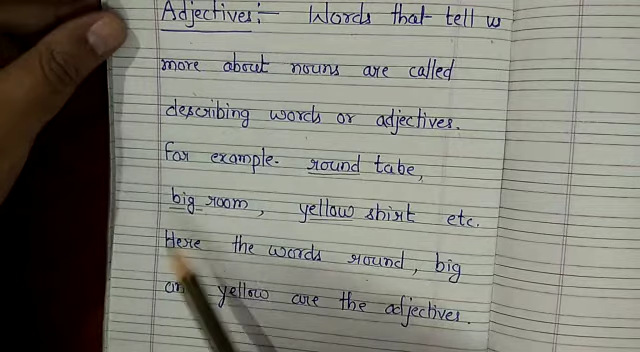 Adjectives:- Words that tell us
more about nouns are called
describing words or adjectives.
For example- round tabe,
big room, yellow shirt etc.
Here the words round, big
and yellow are the adjectives.